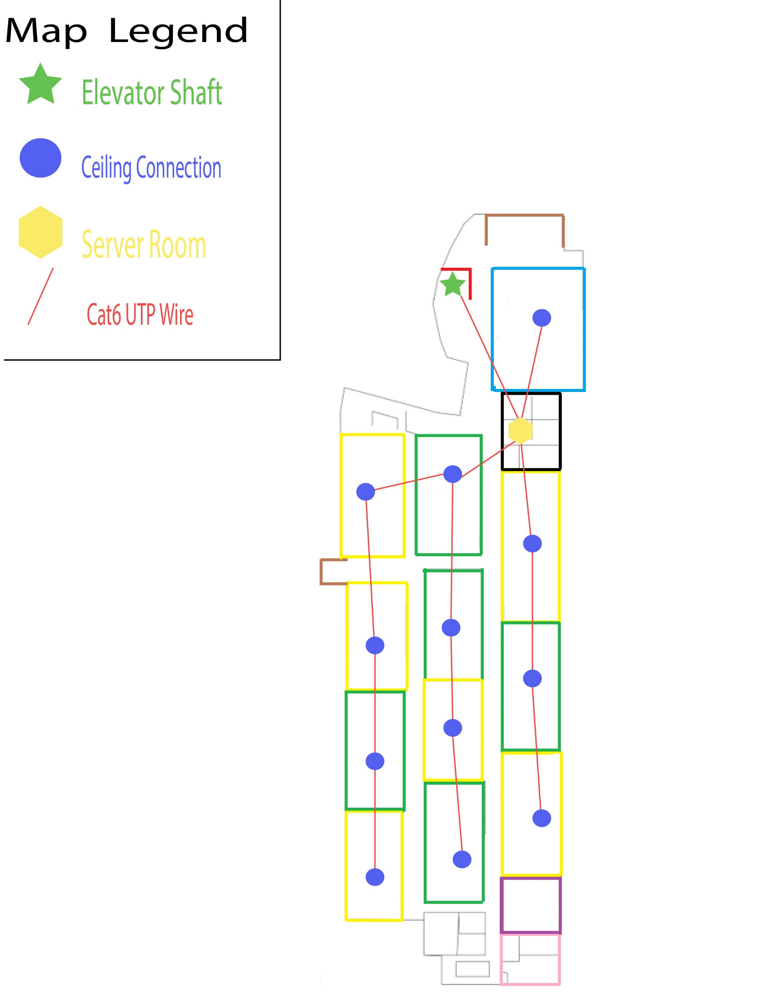 Map Legend
Elevator Shaft
Ceiling Connection
Server Room
Cat6 UTP Wire